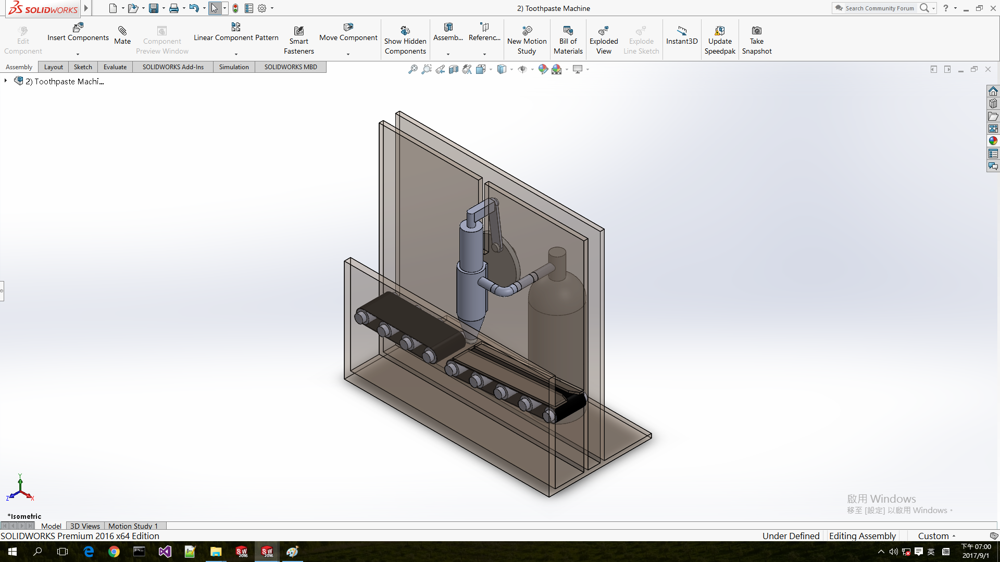 SOLIDWORKS
2) Toothpaste Machine
Search Community Forum
Edit Component
Insert Components
Mate
Component Preview Window
Linear Component Pattern
Smart Fasteners
Move Component
Show Hidden Components
Assemb...
Referenc...
New Motion Study
Bill of Materials
Exploded View
Explode Line Sketch
Instant3D
Update Speedpak
Take Snapshot
Assembly
Layout
Sketch
Evaluate
SOLIDWORKS Add-Ins
Simulation
SOLIDWORKS MBD
2) Toothpaste Machi...
Y
Z
X
*Isometric
啟用 Windows
移至 [設定] 以啟用 Windows。
Model
3D Views
Motion Study 1
SOLIDWORKS Premium 2016 x64 Edition
Under Defined
Editing Assembly
Custom
SW 2016
SW 2016
英
下午 07:00
2017/9/1